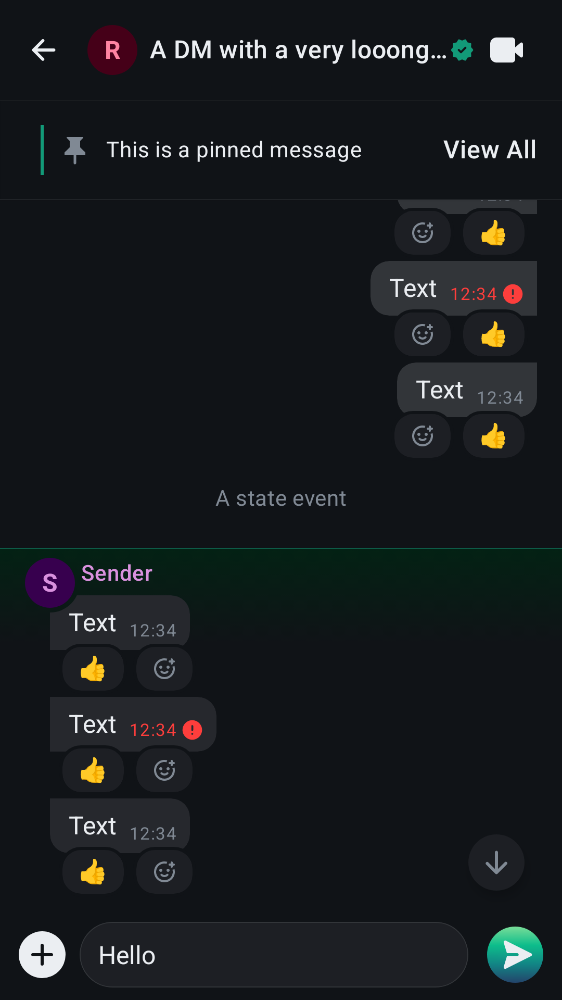 R A DM with a very looong…
This is a pinned message View All
Text 12:34
Text 12:34
A state event
S Sender
Text 12:34
Text 12:34
Text 12:34
Hello